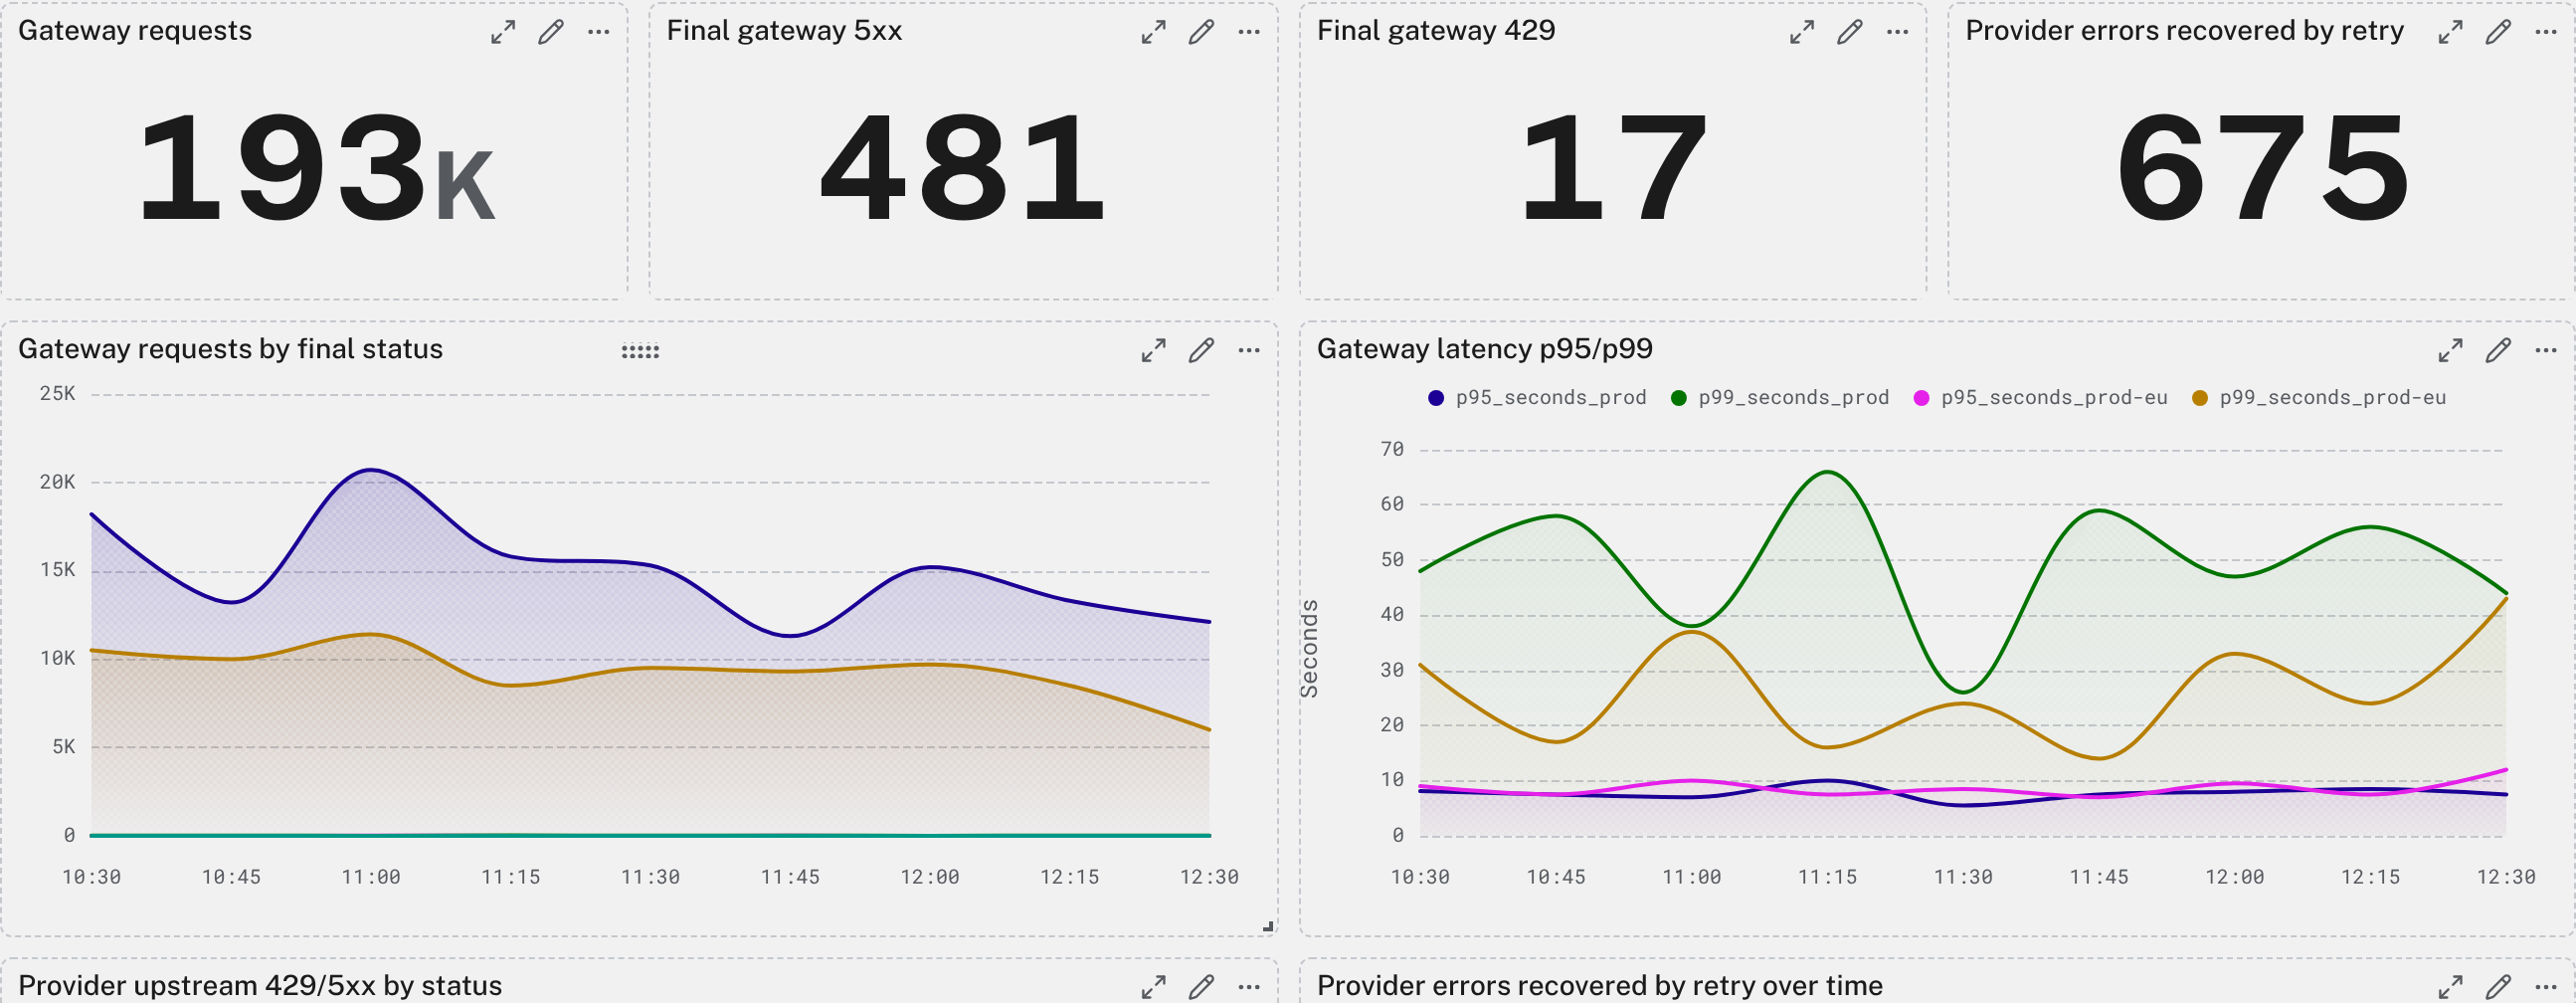 Gateway requests
Final gateway 5xx
Final gateway 429
Provider errors recovered by retry
193K
481
17
675
Gateway requests by final status
25K
20K
15K
10K
5K
0
10:30 10:45 11:00 11:15 11:30 11:45 12:00 12:15 12:30
Gateway latency p95/p99
p95_seconds_prod p99_seconds_prod p95_seconds_prod-eu p99_seconds_prod-eu
Seconds
70
60
50
40
30
20
10
0
10:30 10:45 11:00 11:15 11:30 11:45 12:00 12:15 12:30
Provider upstream 429/5xx by status
Provider errors recovered by retry over time